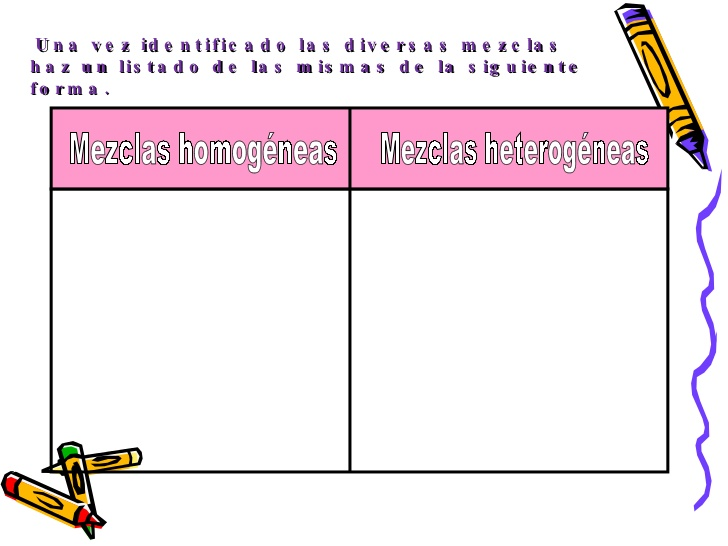 Una vez identificado las diversas mezclas
haz un listado de las mismas de la siguiente
forma.
Mezclas homogéneas
Mezclas heterogéneas